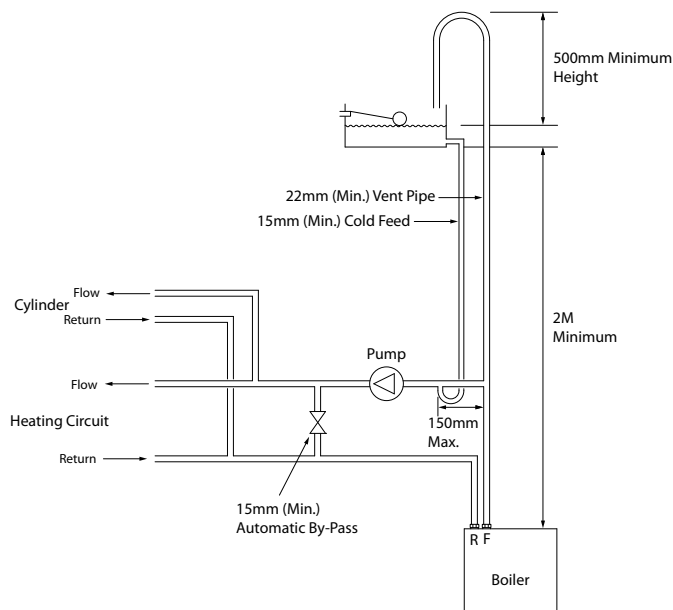 500mm Minimum
Height
22mm (Min.) Vent Pipe
15mm (Min.) Cold Feed
Flow
Cylinder
Return
2M
Minimum
Pump
Flow
Heating Circuit
150mm
Max.
Return
15mm (Min.)
Automatic By-Pass
R F
Boiler